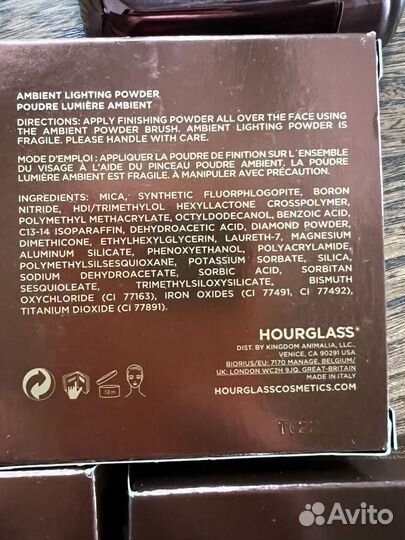 AMBIENT LIGHTING POWDER
POUDRE LUMIÈRE AMBIENT
DIRECTIONS: APPLY FINISHING POWDER ALL OVER THE FACE USING
THE AMBIENT POWDER BRUSH. AMBIENT LIGHTING POWDER IS
FRAGILE. PLEASE HANDLE WITH CARE.
MODE D'EMPLOI : APPLIQUER LA POUDRE DE FINITION SUR L´ENSEMBLE
DU VISAGE À L'AIDE DU PINCEAU POUDRE AMBIENT. LA POUDRE
LUMIÈRE AMBIENT EST FRAGILE. À MANIPULER AVEC PRÉCAUTION.
INGREDIENTS: MICA, SYNTHETIC FLUORPHLOGOPITE, BORON
NITRIDE, HDI/TRIMETHYLOL HEXYLLACTONE CROSSPOLYMER,
POLYMETHYL METHACRYLATE, OCTYLDODECANOL, BENZOIC ACID,
C13-14 ISOPARAFFIN, DEHYDROACETIC ACID, DIAMOND POWDER,
DIMETHICONE, ETHYLHEXYLGLYCERIN, LAURETH-7, MAGNESIUM
ALUMINUM SILICATE, PHENOXYETHANOL, POLYACRYLAMIDE,
POLYMETHYLSILSESQUIOXANE, POTASSIUM SORBATE, SILICA,
SODIUM DEHYDROACETATE, SORBIC ACID, SORBITAN
SESQUIOLEATE, TRIMETHYLSILOXYSILICATE, BISMUTH
OXYCHLORIDE (CI 77163), IRON OXIDES (CI 77491, CI 77492),
TITANIUM DIOXIDE (CI 77891).
HOURGLASS®
DIST. BY KINGDOM ANIMALIA, LLC.,
VENICE, CA 90291 USA
BIORIUS/EU: 7170 MANAGE, BELGIUM/
UK: LONDON WC2H 9JQ, GREAT-BRITAIN
MADE IN ITALY
HOURGLASSCOSMETICS.COM
12 m
Avito